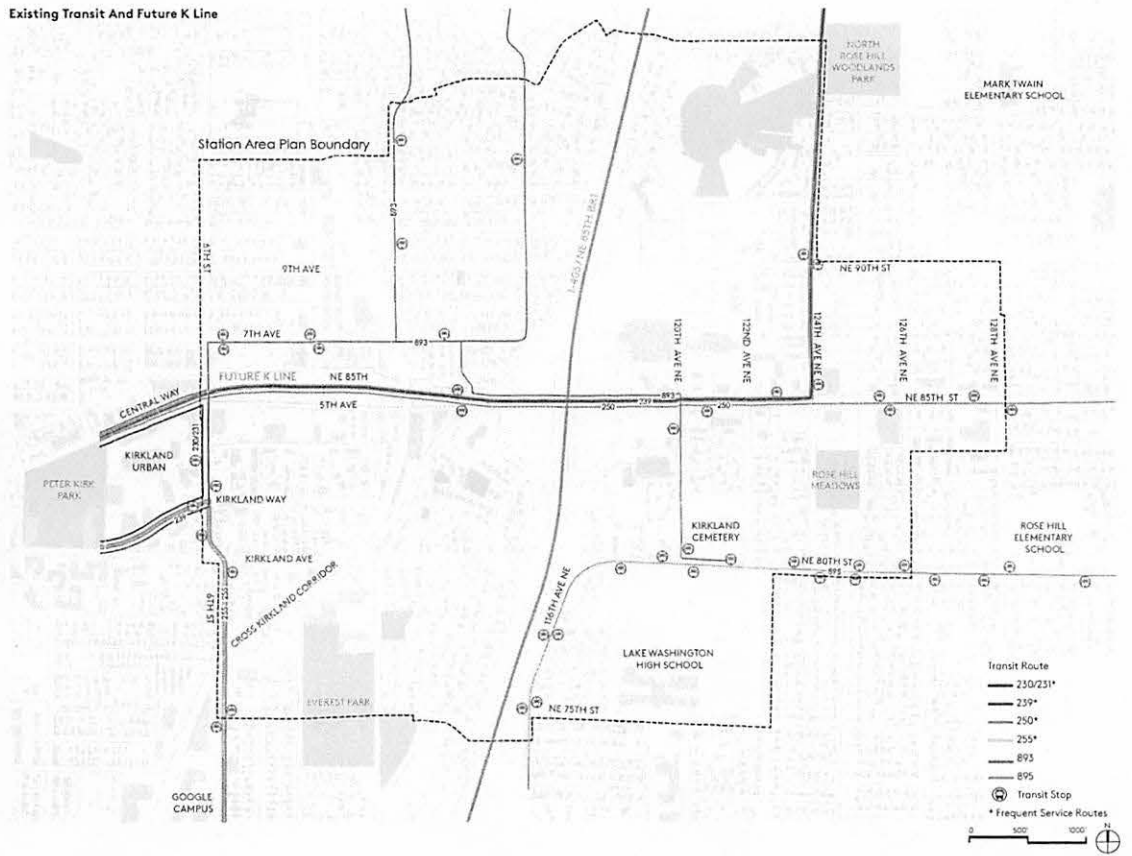 Existing Transit And Future K Line
NORTH
ROSE HILL
WOODLANDS
PARK
MARK TWAIN
ELEMENTARY SCHOOL
Station Area Plan Boundary
893
I-405 / NE 85TH BRT
6TH ST
9TH AVE
NE 90TH ST
7TH AVE
893
120TH AVE NE
122ND AVE NE
124TH AVE NE
126TH AVE NE
128TH AVE NE
FUTURE K LINE
NE 85TH
CENTRAL WAY
5TH AVE
893
239
250
250
NE 85TH ST
230/231
KIRKLAND
URBAN
PETER KIRK
PARK
ROSE HILL
MEADOWS
KIRKLAND WAY
239
KIRKLAND
CEMETERY
ROSE HILL
ELEMENTARY
SCHOOL
KIRKLAND AVE
NE 80TH ST
895
6TH ST
255
CROSS KIRKLAND CORRIDOR
116TH AVE NE
LAKE WASHINGTON
HIGH SCHOOL
EVEREST PARK
NE 75TH ST
GOOGLE
CAMPUS
Transit Route
230/231*
239*
250*
255*
893
895
Transit Stop
* Frequent Service Routes
0 500' 1000'
N